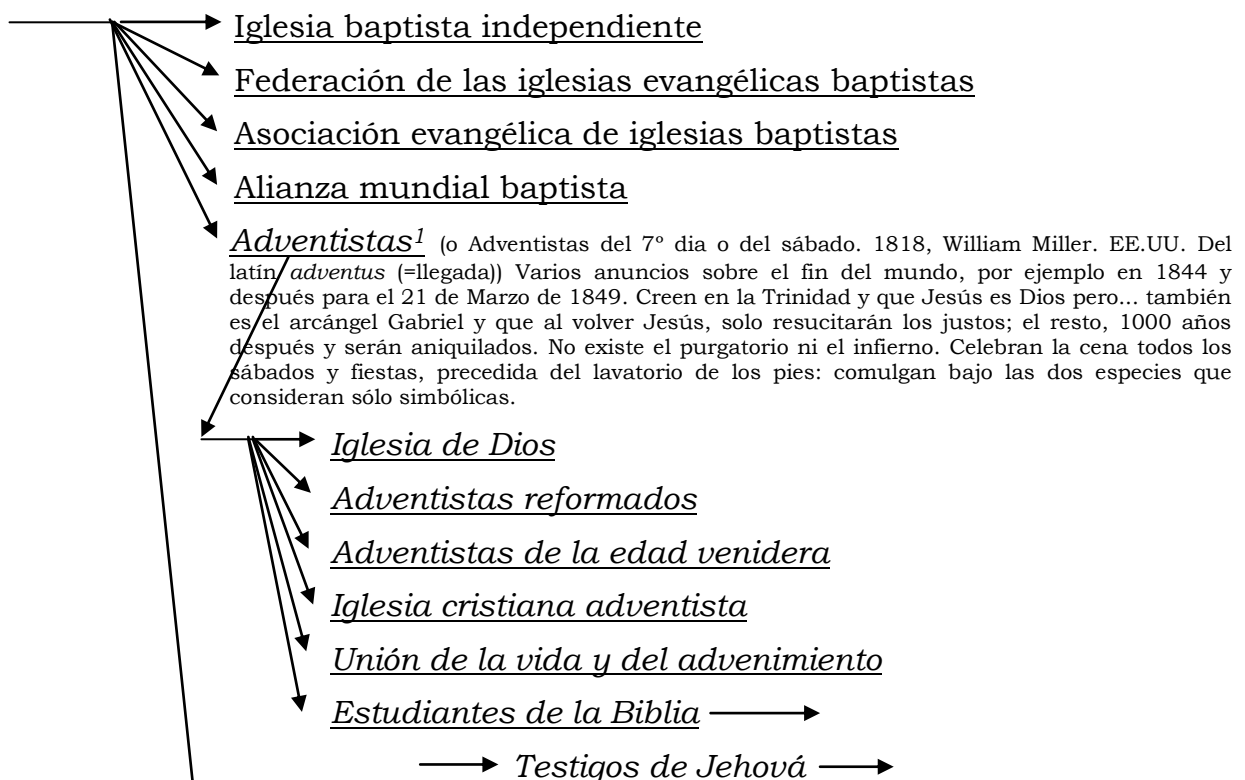 Iglesia baptista independiente
Federación de las iglesias evangélicas baptistas
Asociación evangélica de iglesias baptistas
Alianza mundial baptista
Adventistas¹ (o Adventistas del 7º dia o del sábado. 1818, William Miller. EE.UU. Del
latín adventus (=llegada)) Varios anuncios sobre el fin del mundo, por ejemplo en 1844 y
después para el 21 de Marzo de 1849. Creen en la Trinidad y que Jesús es Dios pero... también
es el arcángel Gabriel y que al volver Jesús, solo resucitarán los justos; el resto, 1000 años
después y serán aniquilados. No existe el purgatorio ni el infierno. Celebran la cena todos los
sábados y fiestas, precedida del lavatorio de los pies: comulgan bajo las dos especies que
consideran sólo simbólicas.
Iglesia de Dios
Adventistas reformados
Adventistas de la edad venidera
Iglesia cristiana adventista
Unión de la vida y del advenimiento
Estudiantes de la Biblia
Testigos de Jehová